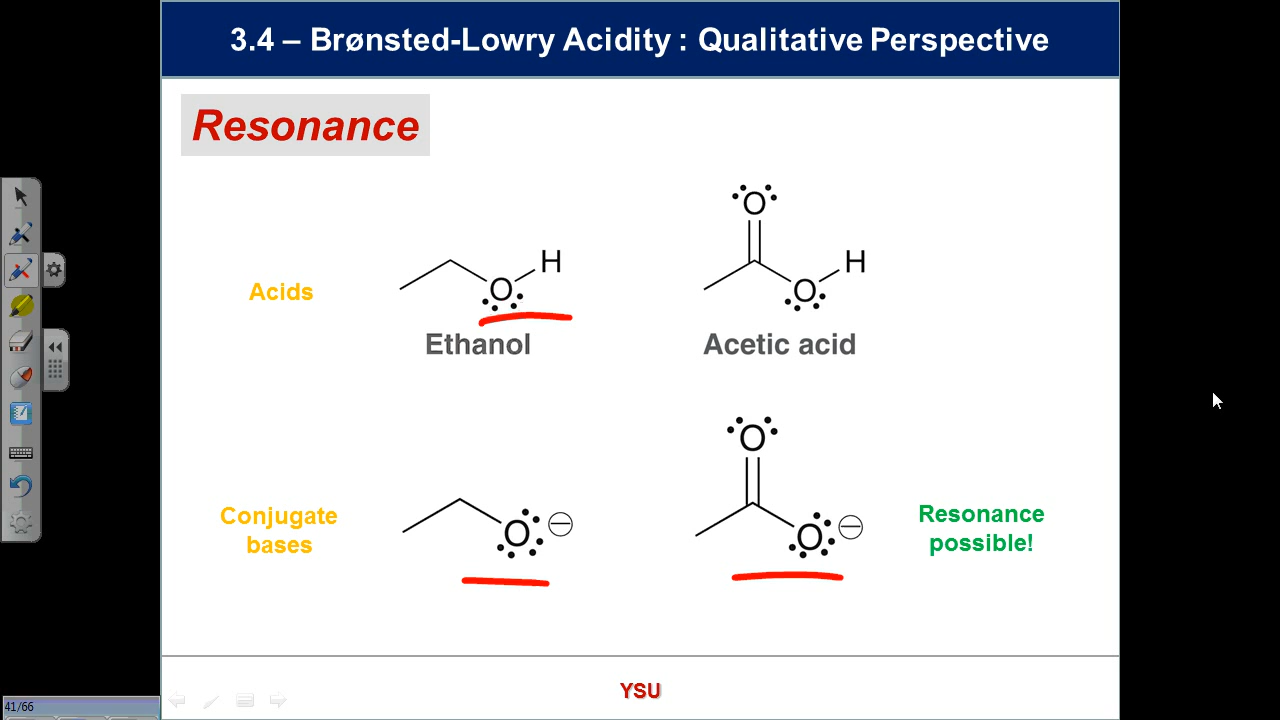 3.4 – Brønsted-Lowry Acidity : Qualitative Perspective
Resonance
O
H
O
H
O
Acids
Ethanol
Acetic acid
O
Conjugate
bases
O
O
Resonance
possible!
YSU
41/66